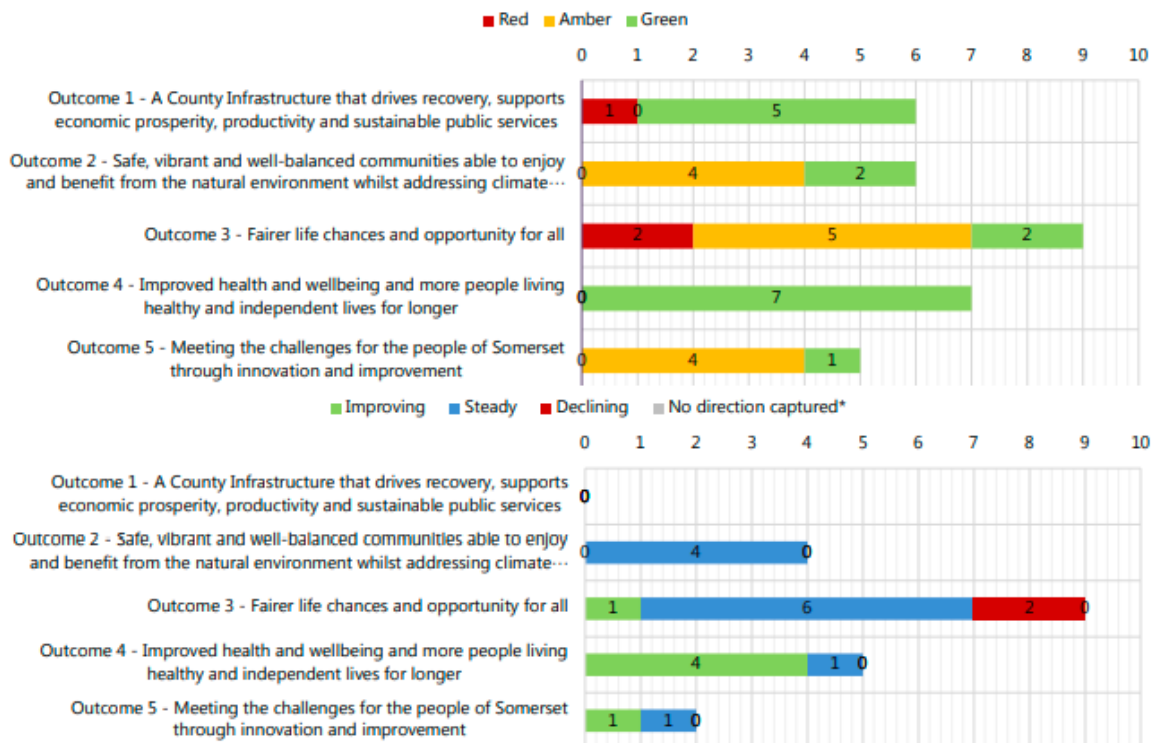 Red Amber Green
0 1 2 3 4 5 6 7 8 9 10
Outcome 1 - A County Infrastructure that drives recovery, supports
economic prosperity, productivity and sustainable public services
1 0 5
Outcome 2 - Safe, vibrant and well-balanced communities able to enjoy
and benefit from the natural environment whilst addressing climate…
0 4 2
Outcome 3 - Fairer life chances and opportunity for all
2 5 2
Outcome 4 - Improved health and wellbeing and more people living
healthy and independent lives for longer
0 7
Outcome 5 - Meeting the challenges for the people of Somerset
through innovation and improvement
0 4 1
Improving Steady Declining No direction captured*
0 1 2 3 4 5 6 7 8 9 10
Outcome 1 - A County Infrastructure that drives recovery, supports
economic prosperity, productivity and sustainable public services
0
Outcome 2 - Safe, vibrant and well-balanced communities able to enjoy
and benefit from the natural environment whilst addressing climate…
0 4 0
Outcome 3 - Fairer life chances and opportunity for all
1 6 2 0
Outcome 4 - Improved health and wellbeing and more people living
healthy and independent lives for longer
4 1 0
Outcome 5 - Meeting the challenges for the people of Somerset
through innovation and improvement
1 1 0